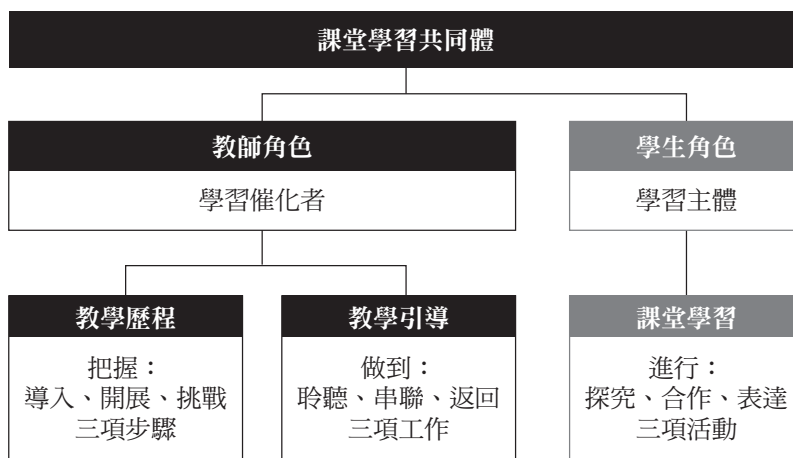 課堂學習共同體
教師角色
學習催化者
學生角色
學習主體
教學歷程
把握：
導入、開展、挑戰
三項步驟
教學引導
做到：
聆聽、串聯、返回
三項工作
課堂學習
進行：
探究、合作、表達
三項活動